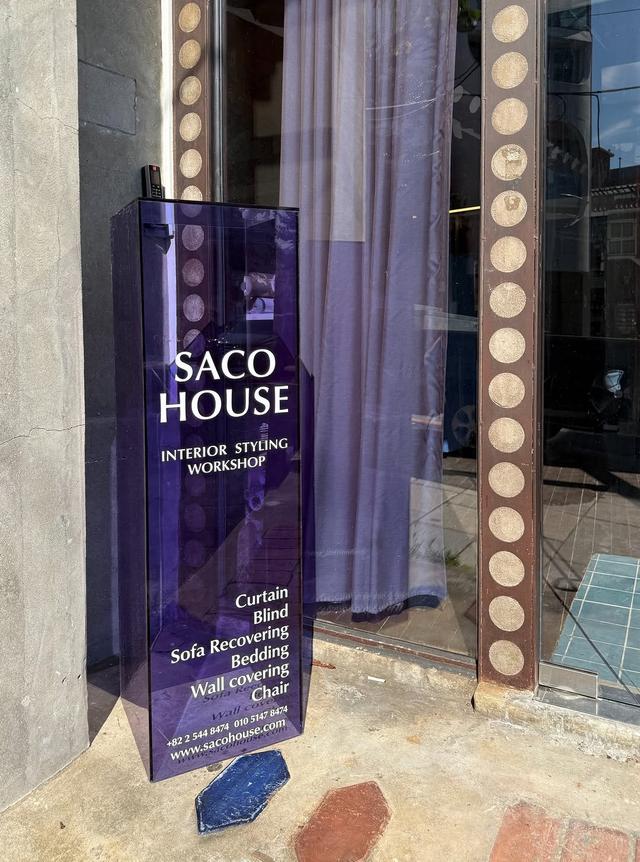 SACO
HOUSE
INTERIOR STYLING
WORKSHOP
Curtain
Blind
Sofa Recovering
Bedding
Wall covering
Chair
+82 2 544 8474 010 5147 8474
www.sacohouse.com